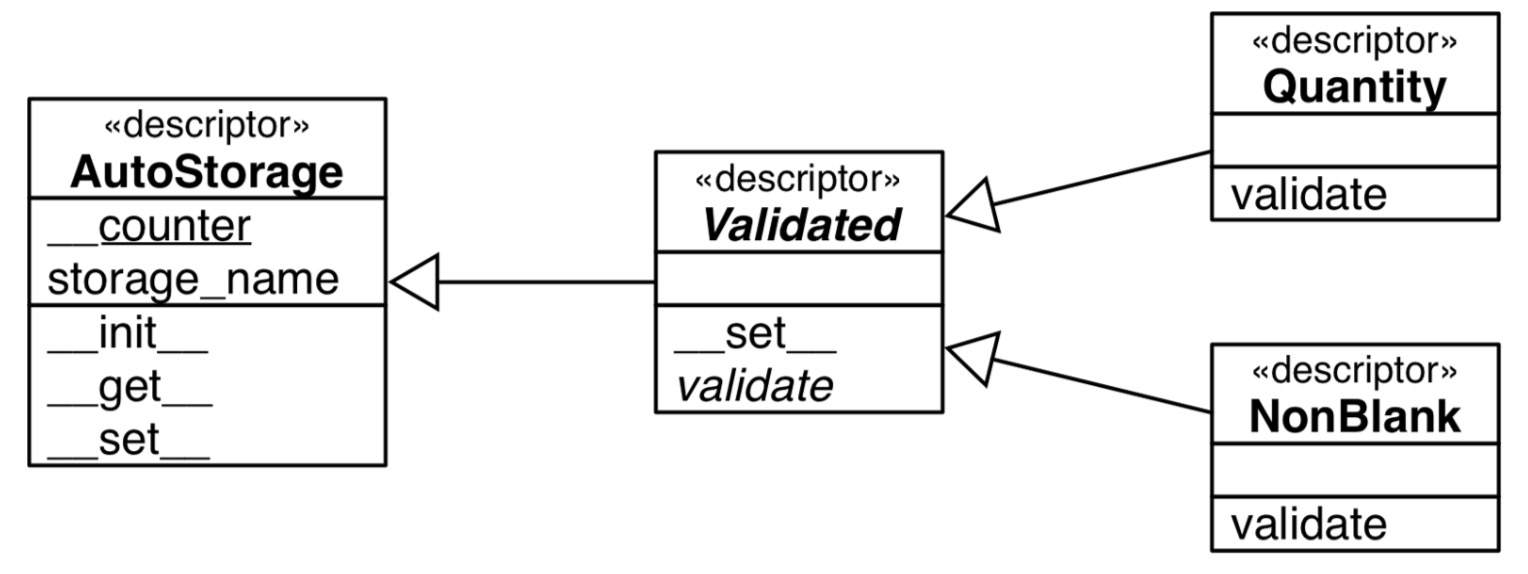 «descriptor»
AutoStorage
__counter
storage_name
__init__
__get__
__set__
«descriptor»
Validated
__set__
validate
«descriptor»
Quantity
validate
«descriptor»
NonBlank
validate